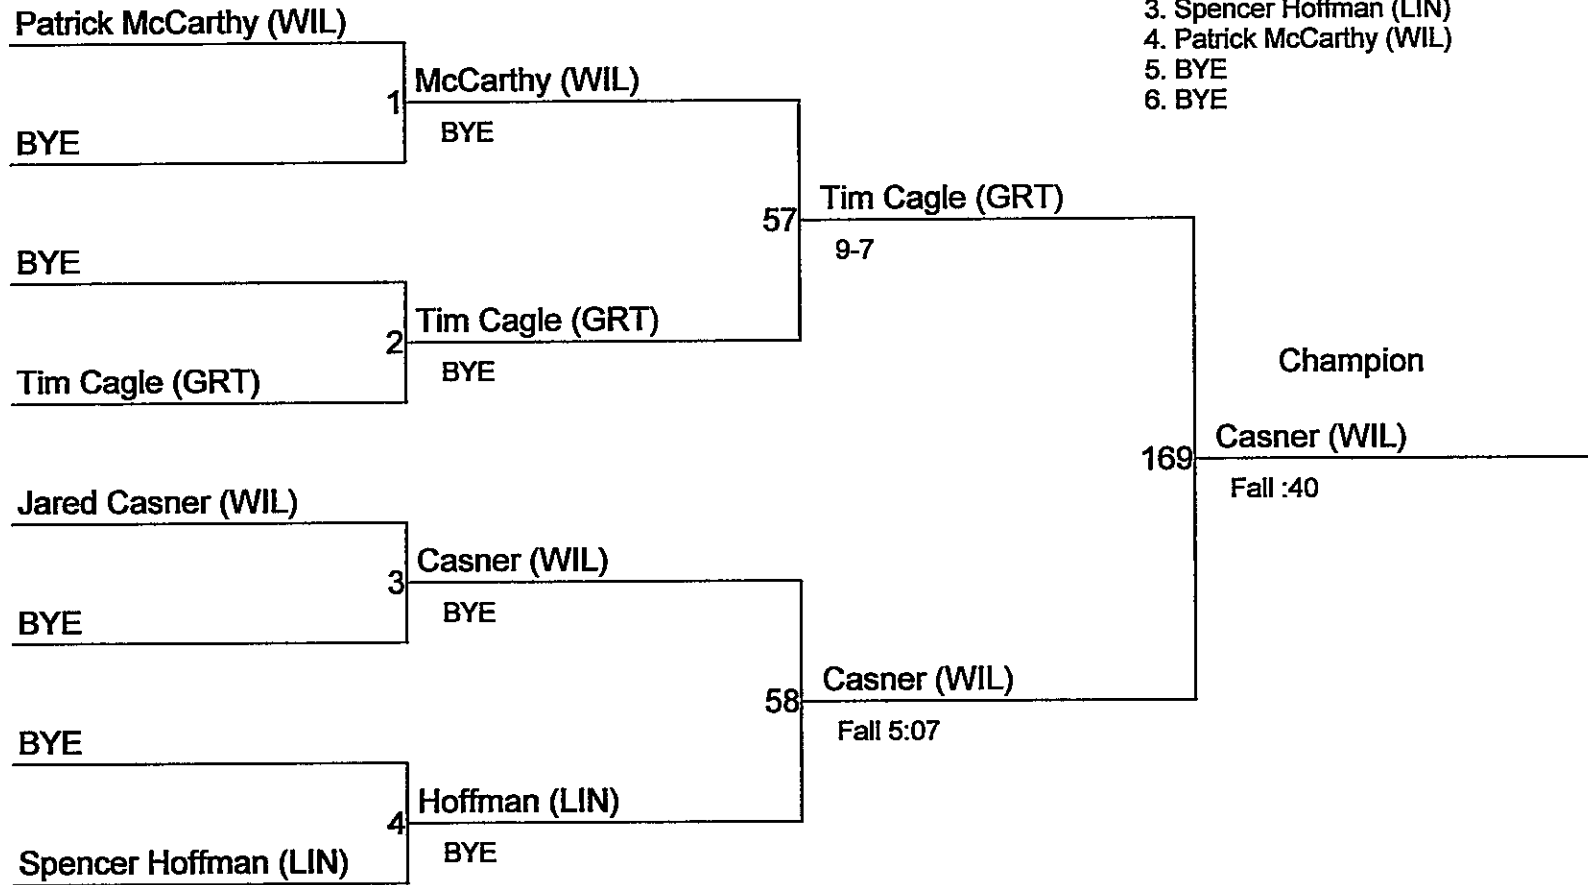 Patrick McCarthy (WIL)
3. Spencer Hoffman (LIN)
4. Patrick McCarthy (WIL)
5. BYE
6. BYE
McCarthy (WIL)
1
BYE
BYE
Tim Cagle (GRT)
57
9-7
BYE
Tim Cagle (GRT)
2
BYE
Tim Cagle (GRT)
Champion
Casner (WIL)
169
Fall :40
Jared Casner (WIL)
Casner (WIL)
3
BYE
BYE
Casner (WIL)
58
Fall 5:07
BYE
Hoffman (LIN)
4
BYE
Spencer Hoffman (LIN)